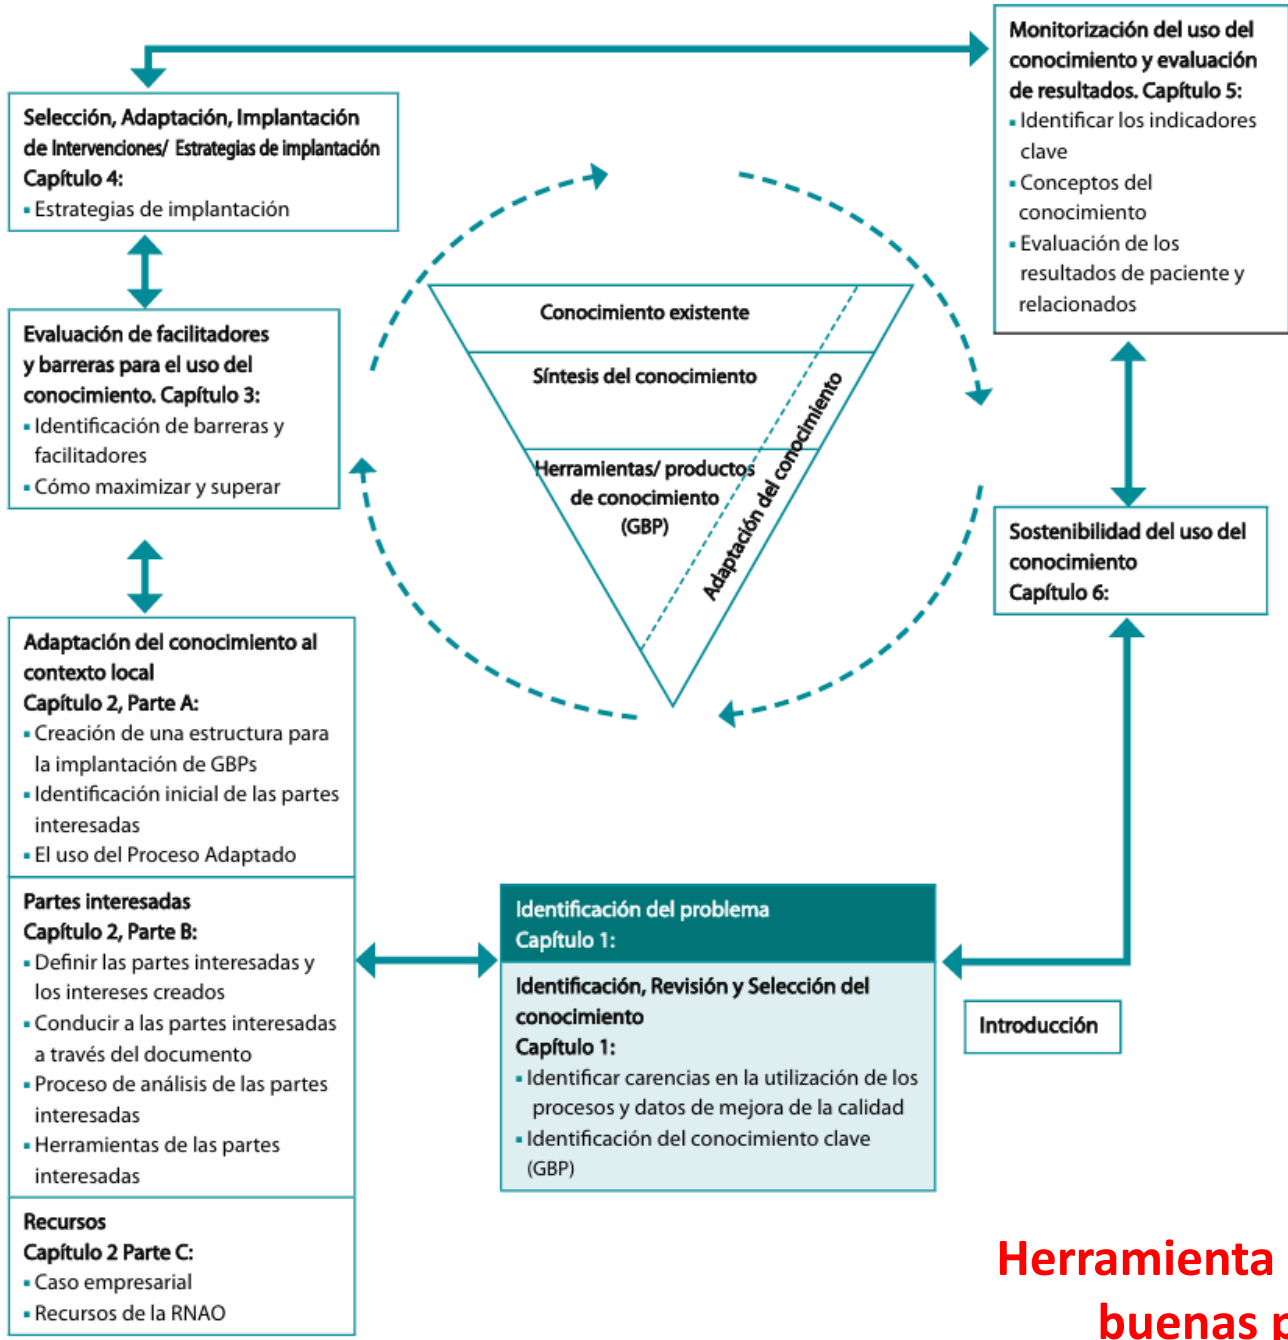 Selección, Adaptación, Implantación
de Intervenciones/ Estrategias de implantación
Capítulo 4:
▪ Estrategias de implantación
Evaluación de facilitadores
y barreras para el uso del
conocimiento. Capítulo 3:
▪ Identificación de barreras y
facilitadores
▪ Cómo maximizar y superar
Adaptación del conocimiento al
contexto local
Capítulo 2, Parte A:
▪ Creación de una estructura para
la implantación de GBPs
▪ Identificación inicial de las partes
interesadas
▪ El uso del Proceso Adaptado
Partes interesadas
Capítulo 2, Parte B:
▪ Definir las partes interesadas y
los intereses creados
▪ Conducir a las partes interesadas
a través del documento
▪ Proceso de análisis de las partes
interesadas
▪ Herramientas de las partes
interesadas
Recursos
Capítulo 2 Parte C:
▪ Caso empresarial
▪ Recursos de la RNAO
Conocimiento existente
Síntesis del conocimiento
Herramientas/ productos
de conocimiento
(GBP)
Adaptación del conocimiento
Identificación del problema
Capítulo 1:
Identificación, Revisión y Selección del
conocimiento
Capítulo 1:
▪ Identificar carencias en la utilización de los
procesos y datos de mejora de la calidad
▪ Identificación del conocimiento clave
(GBP)
Monitorización del uso del
conocimiento y evaluación
de resultados. Capítulo 5:
▪ Identificar los indicadores
clave
▪ Conceptos del
conocimiento
▪ Evaluación de los
resultados de paciente y
relacionados
Sostenibilidad del uso del
conocimiento
Capítulo 6:
Introducción
Herramienta
buenas p